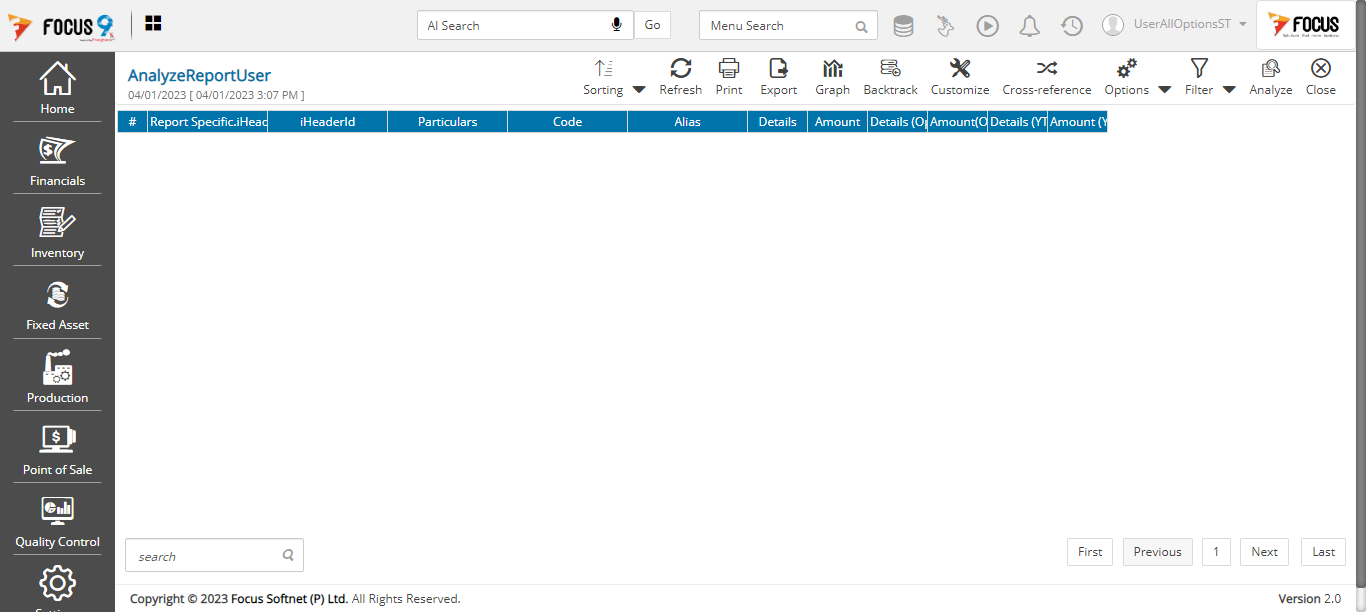 FOCUS 9
AI Search
Go
Menu Search
UserAllOptionsST
FOCUS
Home
Financials
Inventory
Fixed Asset
Production
Point of Sale
Quality Control
AnalyzeReportUser
04/01/2023 [ 04/01/2023 3:07 PM ]
Sorting
Refresh
Print
Export
Graph
Backtrack
Customize
Cross-reference
Options
Filter
Analyze
Close
# Report Specific.iHead iHeaderId Particulars Code Alias Details Amount Details (Op Amount(O Details (YT Amount (Y
search
First
Previous
1
Next
Last
Copyright © 2023 Focus Softnet (P) Ltd. All Rights Reserved.
Version 2.0